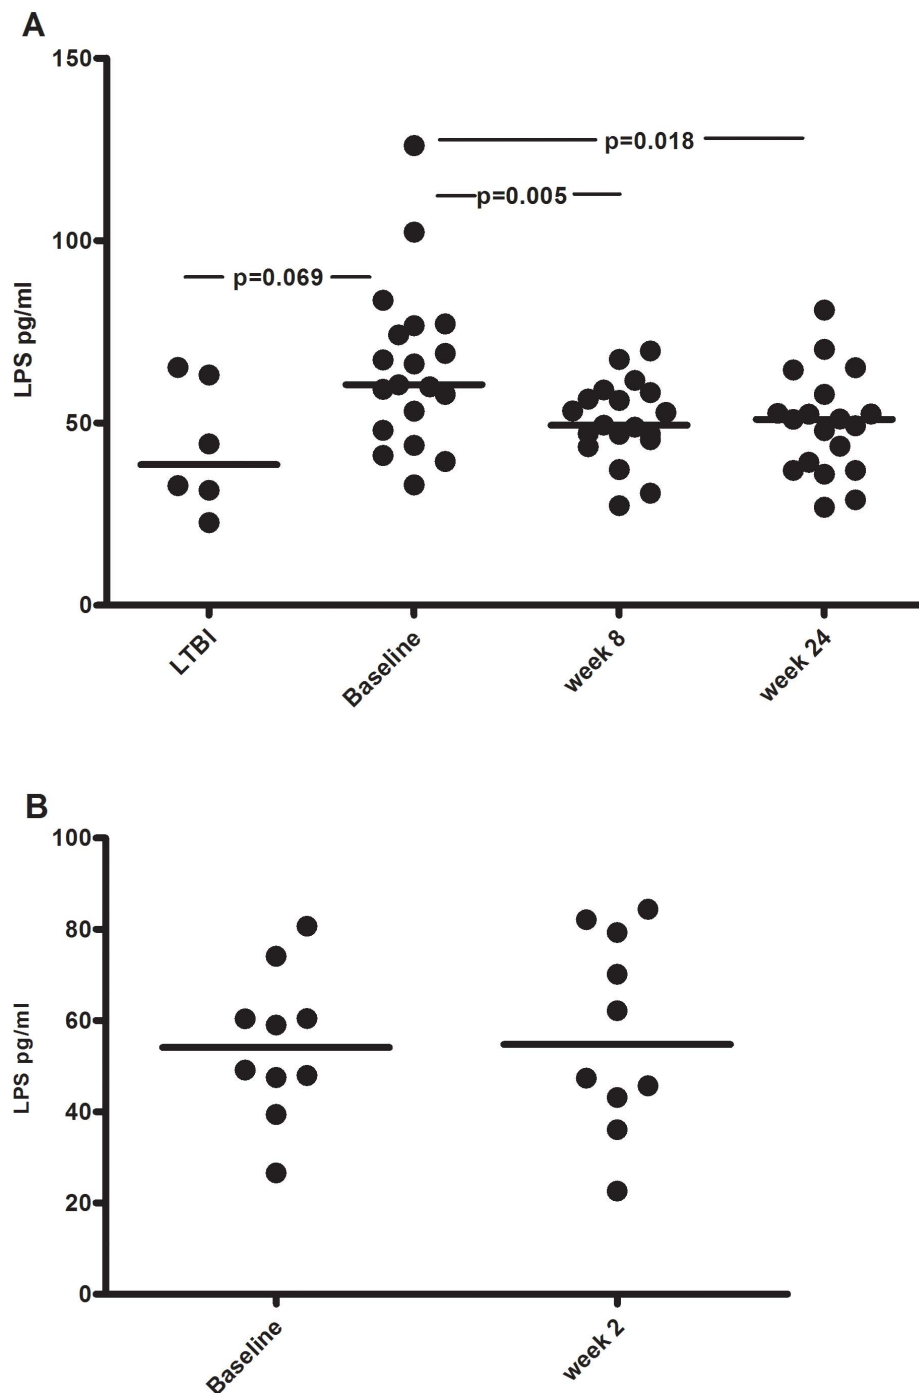 A
150
p=0.018
p=0.005
100
p=0.069
LPS pg/ml
50
0
LTBI
Baseline
week 8
week 24
B
100
80
60
LPS pg/ml
40
20
0
Baseline
week 2